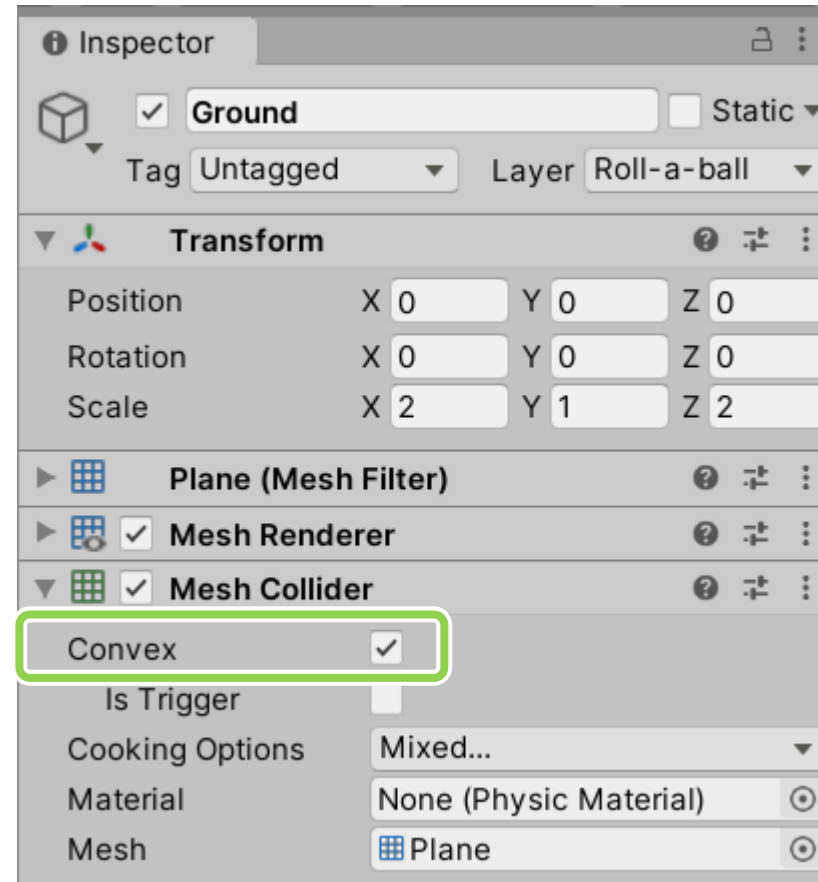 Inspector
Ground Static
Tag Untagged Layer Roll-a-ball
Transform
Position X 0 Y 0 Z 0
Rotation X 0 Y 0 Z 0
Scale X 2 Y 1 Z 2
Plane (Mesh Filter)
Mesh Renderer
Mesh Collider
Convex
Is Trigger
Cooking Options Mixed...
Material None (Physic Material)
Mesh Plane